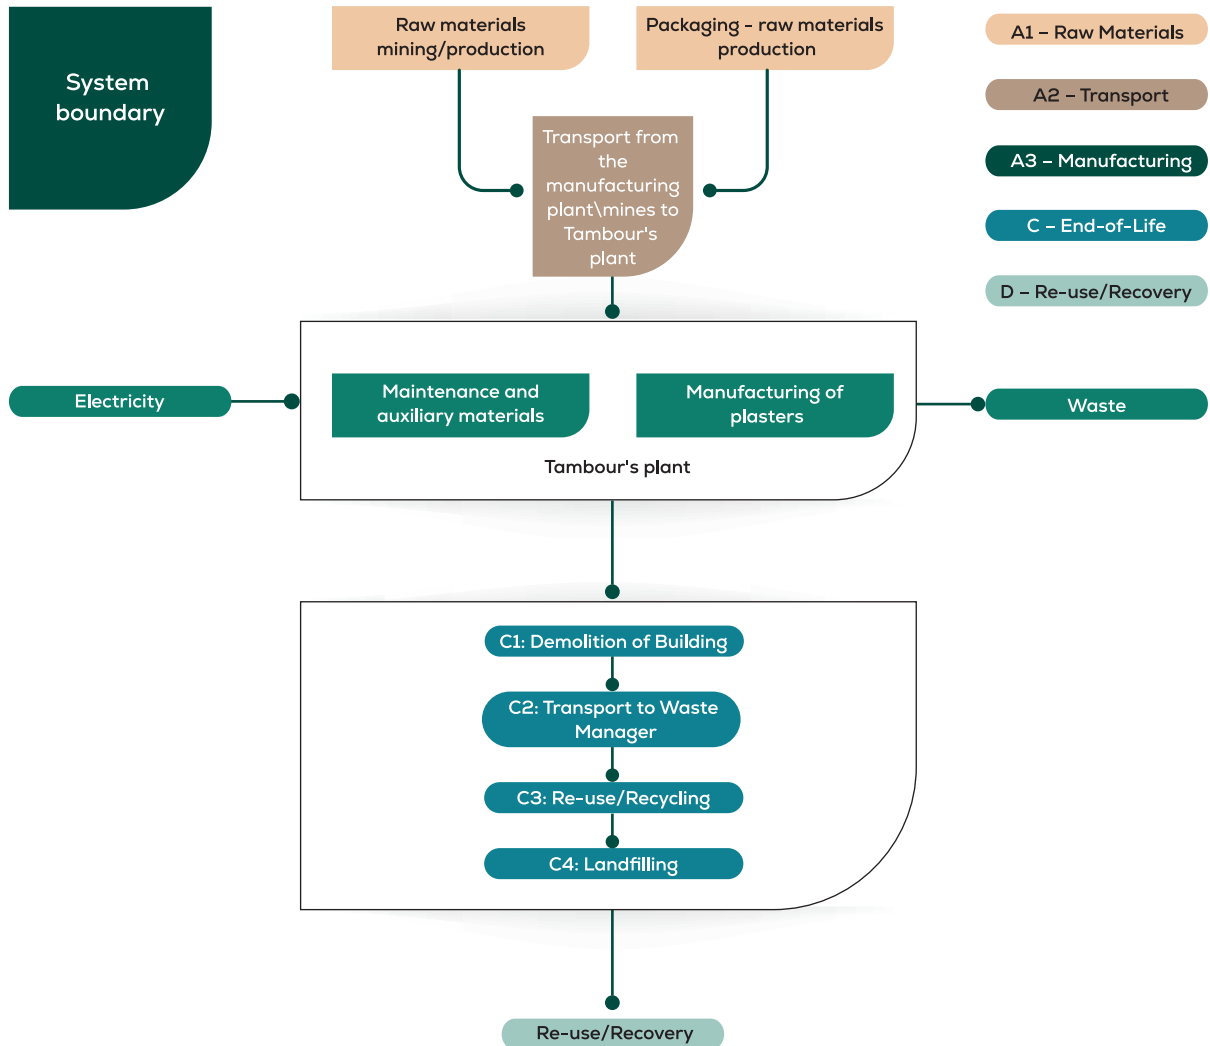 System
boundary
Raw materials
mining/production
Packaging - raw materials
production
A1 – Raw Materials
A2 – Transport
A3 – Manufacturing
C – End-of-Life
D – Re-use/Recovery
Transport from
the
manufacturing
plant\mines to
Tambour's
plant
Electricity
Maintenance and
auxiliary materials
Manufacturing of
plasters
Waste
Tambour's plant
C1: Demolition of Building
C2: Transport to Waste
Manager
C3: Re-use/Recycling
C4: Landfilling
Re-use/Recovery